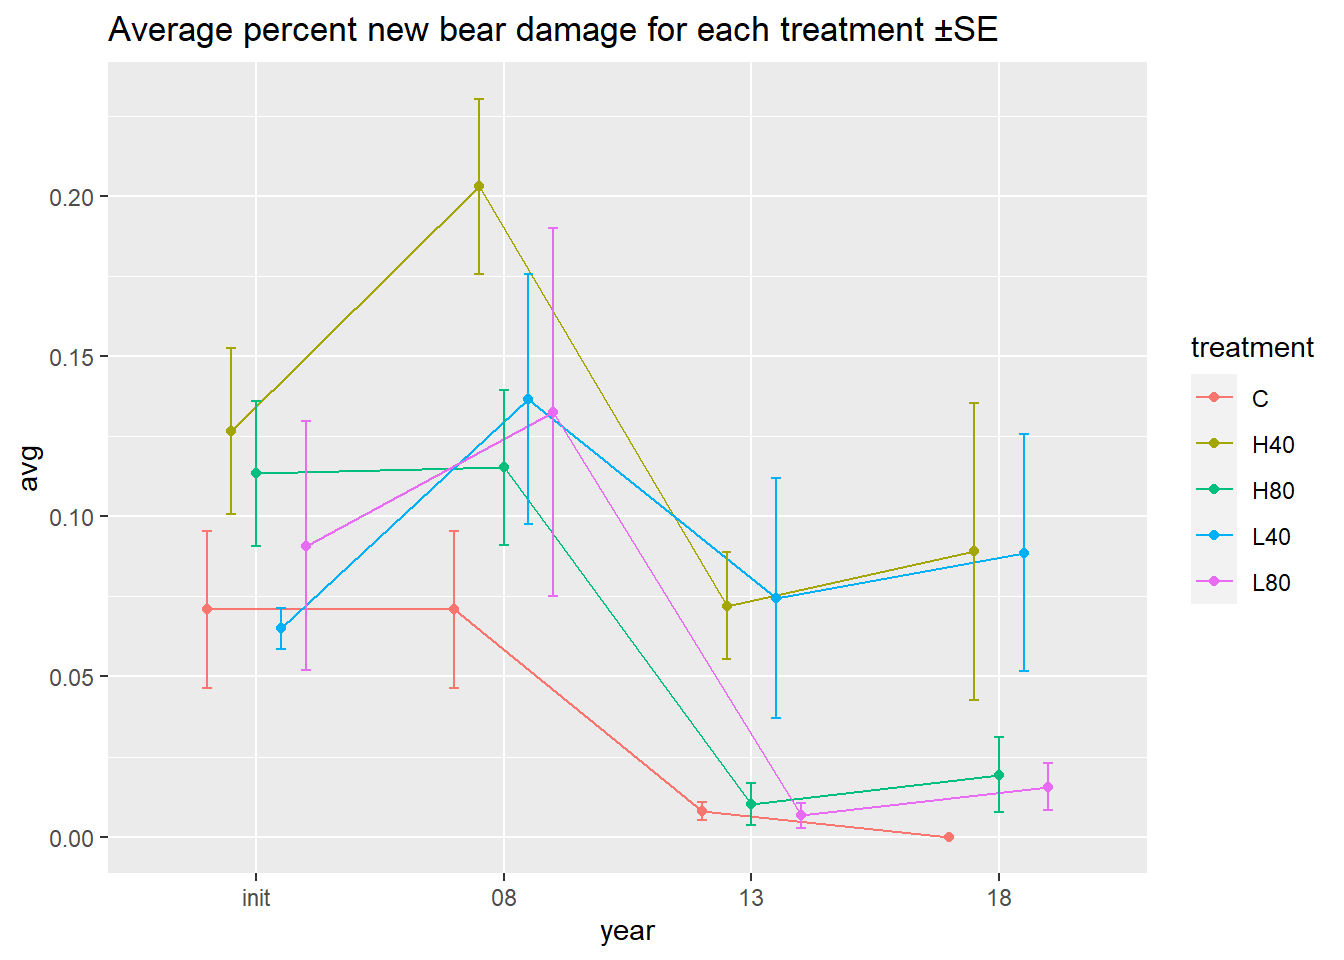 Average percent new bear damage for each treatment ±SE
avg
0.20
0.15
0.10
0.05
0.00
init 08 13 18
year
treatment
C
H40
H80
L40
L80